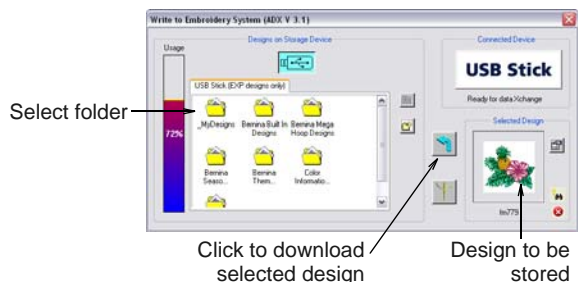 Write to Embroidery System (ADX V 3.1)
Usage
Designs on Storage Device
Connected Device
USB Stick
Ready for data Xchange
USB Stick (EXP designs only)
Select folder
_MyDesigns
Bernina Built In
Designs
Bernina Mega
Hoop Designs
72%
Bernina
Seaso...
Bernina
Them...
Color
Informatio...
Selected Design
Click to download
selected design
Design to be
stored